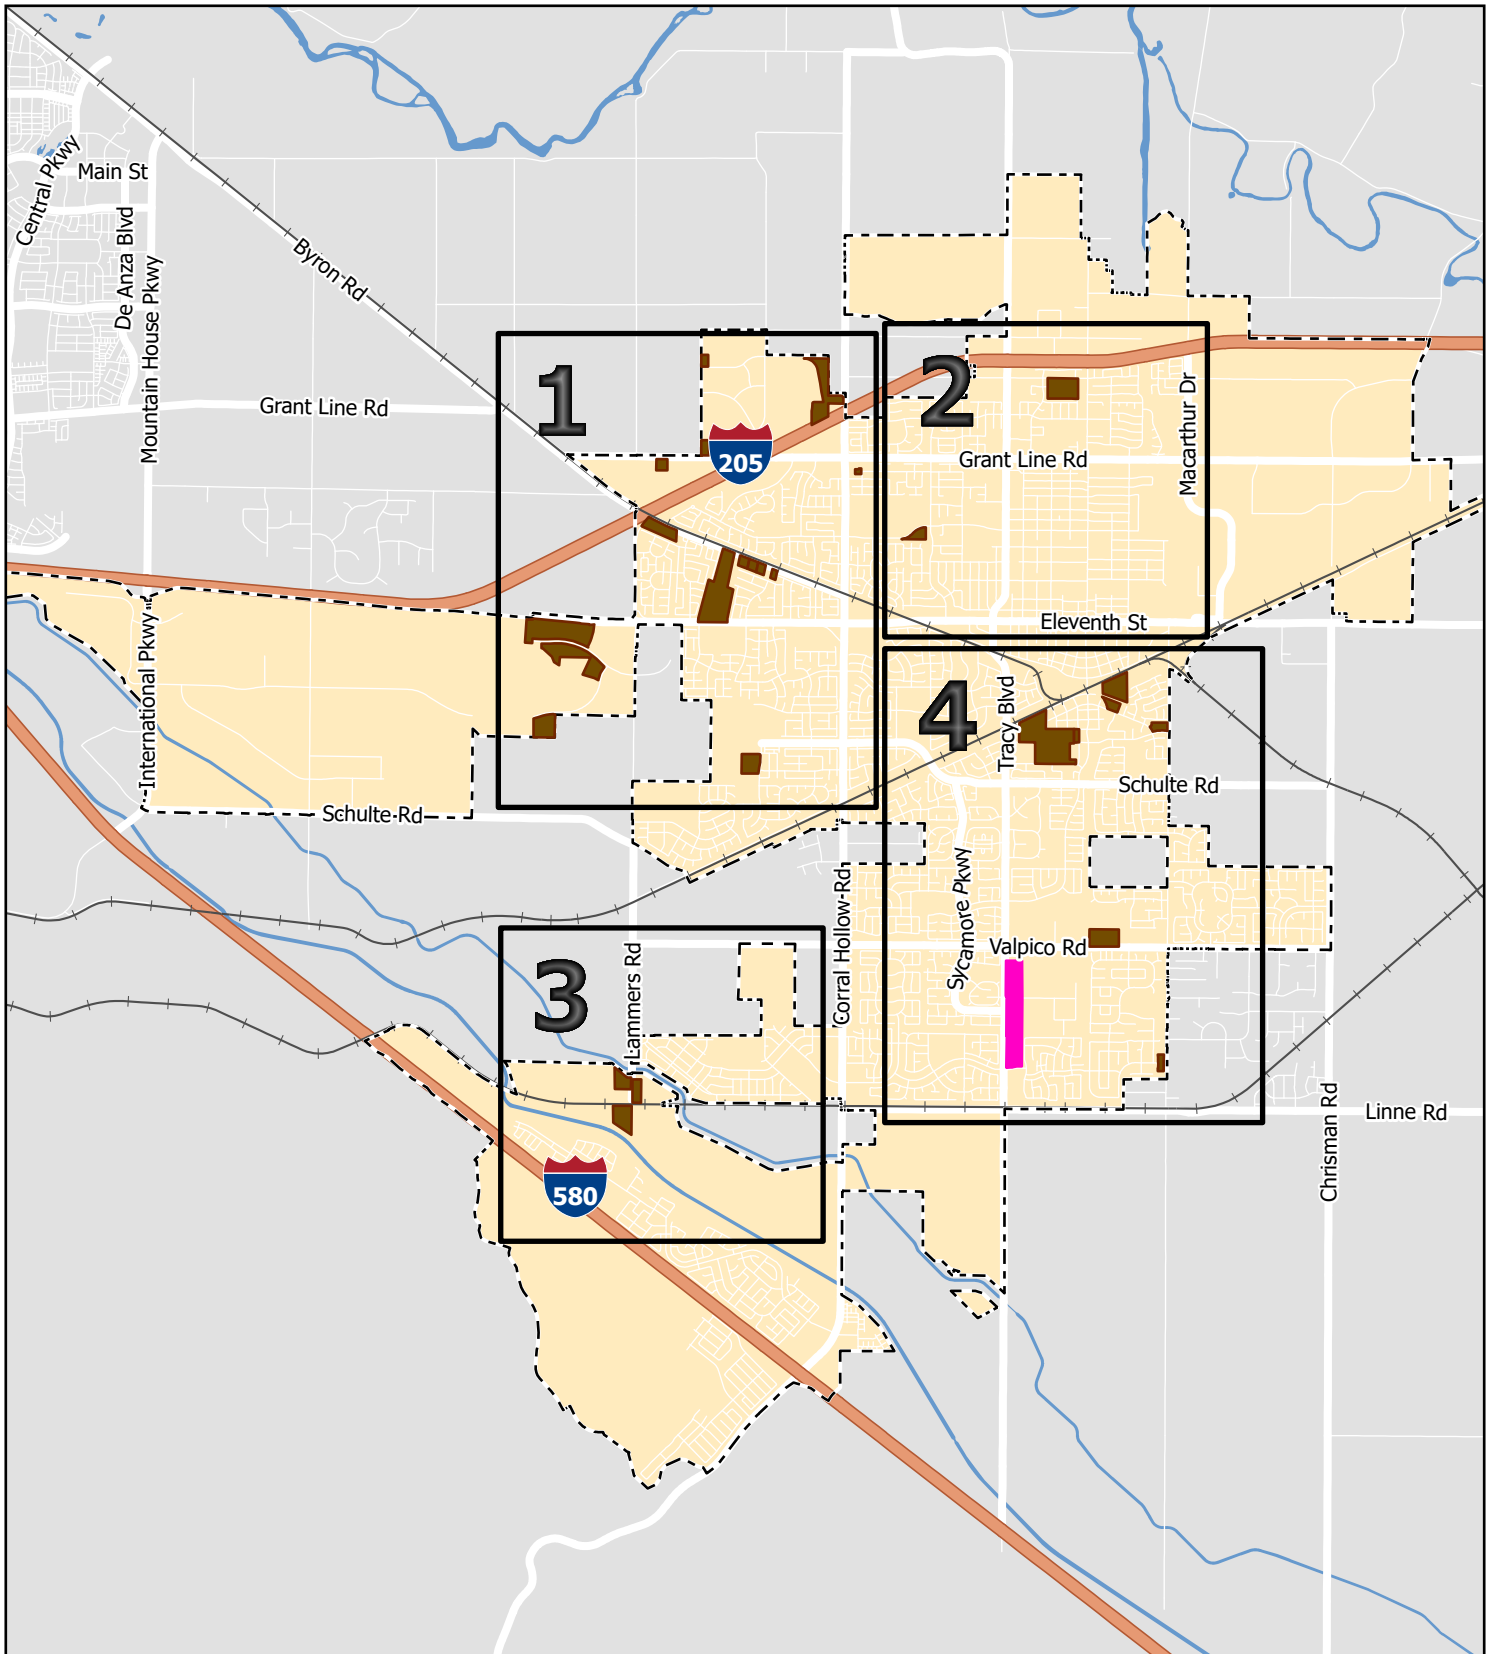 Main St
Central Pkwy
De Anza Blvd
Mountain House Pkwy
Byron Rd
Grant Line Rd
1
2
205
Grant Line Rd
Macarthur Dr
Eleventh St
International Pkwy
4
Tracy Blvd
Schulte Rd
Schulte Rd
Sycamore Pkwy
Corral Hollow Rd
Valpico Rd
3
Lammers Rd
Linne Rd
Chrisman Rd
580